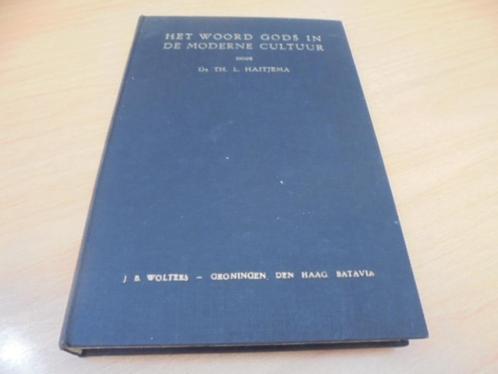 HET WOORD GODS IN
DE MODERNE CULTUUR
DOOR
Dr TH. L. HAITJEMA
J. B. WOLTERS — GRONINGEN, DEN HAAG, BATAVIA